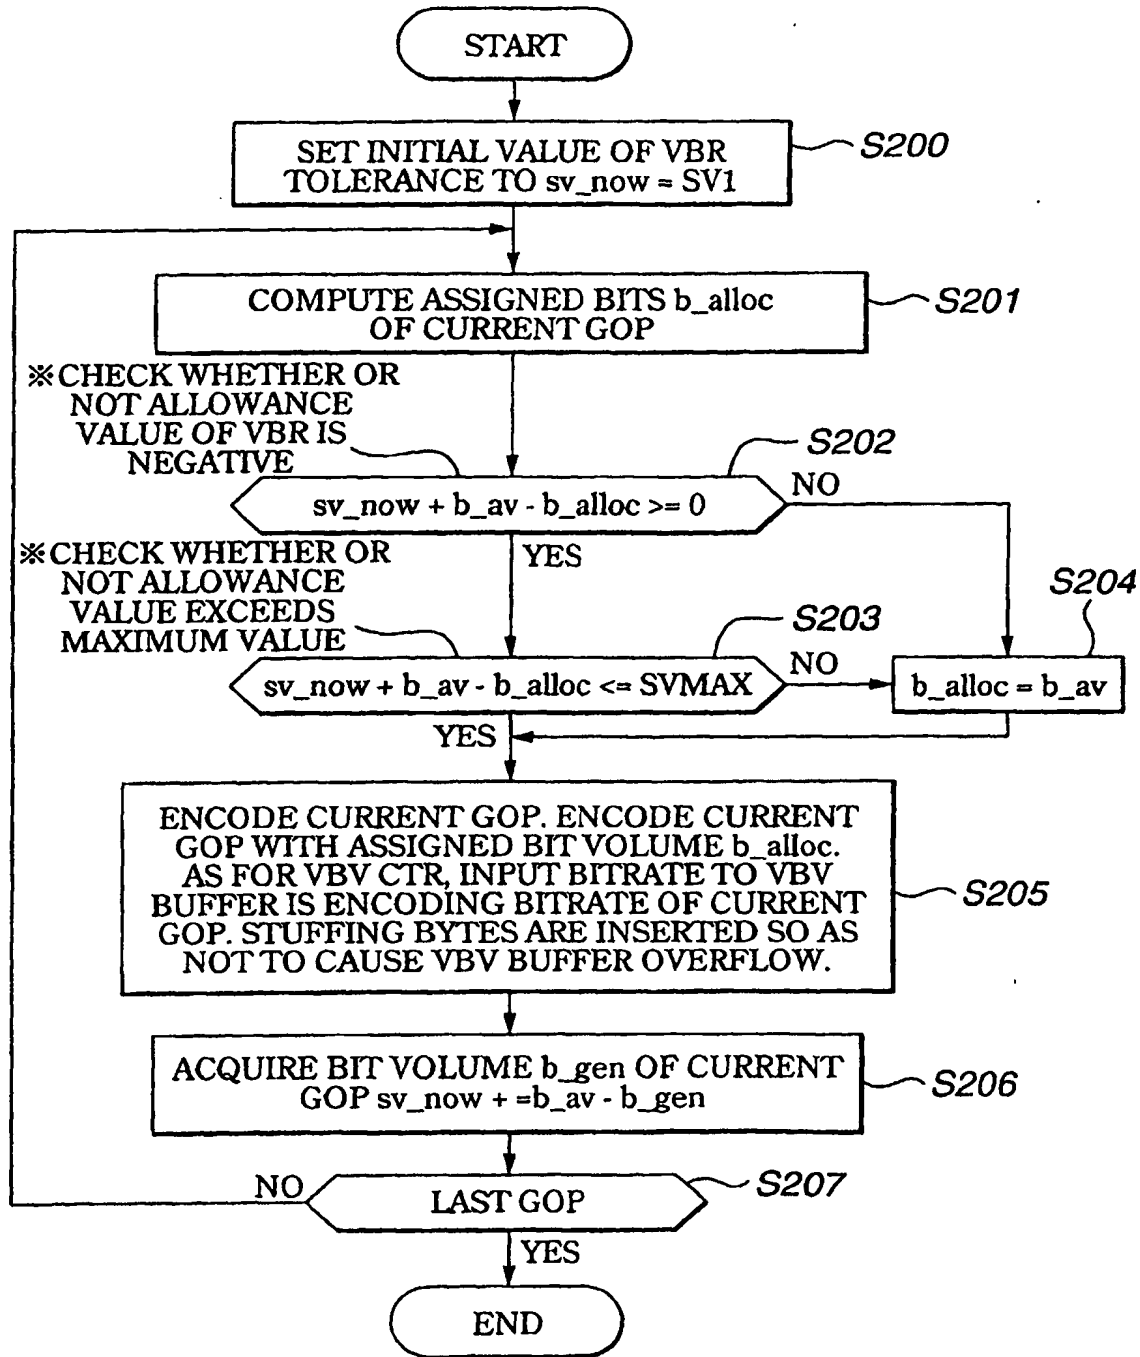 START
SET INITIAL VALUE OF VBR
TOLERANCE TO sv_now = SV1
S200
COMPUTE ASSIGNED BITS b_alloc
OF CURRENT GOP
S201
※CHECK WHETHER OR
NOT ALLOWANCE
VALUE OF VBR IS
NEGATIVE
S202
sv_now + b_av - b_alloc >= 0
NO
YES
※CHECK WHETHER OR
NOT ALLOWANCE
VALUE EXCEEDS
MAXIMUM VALUE
S203
sv_now + b_av - b_alloc <= SVMAX
NO
S204
b_alloc = b_av
YES
ENCODE CURRENT GOP. ENCODE CURRENT
GOP WITH ASSIGNED BIT VOLUME b_alloc.
AS FOR VBV CTR, INPUT BITRATE TO VBV
BUFFER IS ENCODING BITRATE OF CURRENT
GOP. STUFFING BYTES ARE INSERTED SO AS
NOT TO CAUSE VBV BUFFER OVERFLOW.
S205
ACQUIRE BIT VOLUME b_gen OF CURRENT
GOP sv_now + =b_av - b_gen
S206
NO
LAST GOP
S207
YES
END